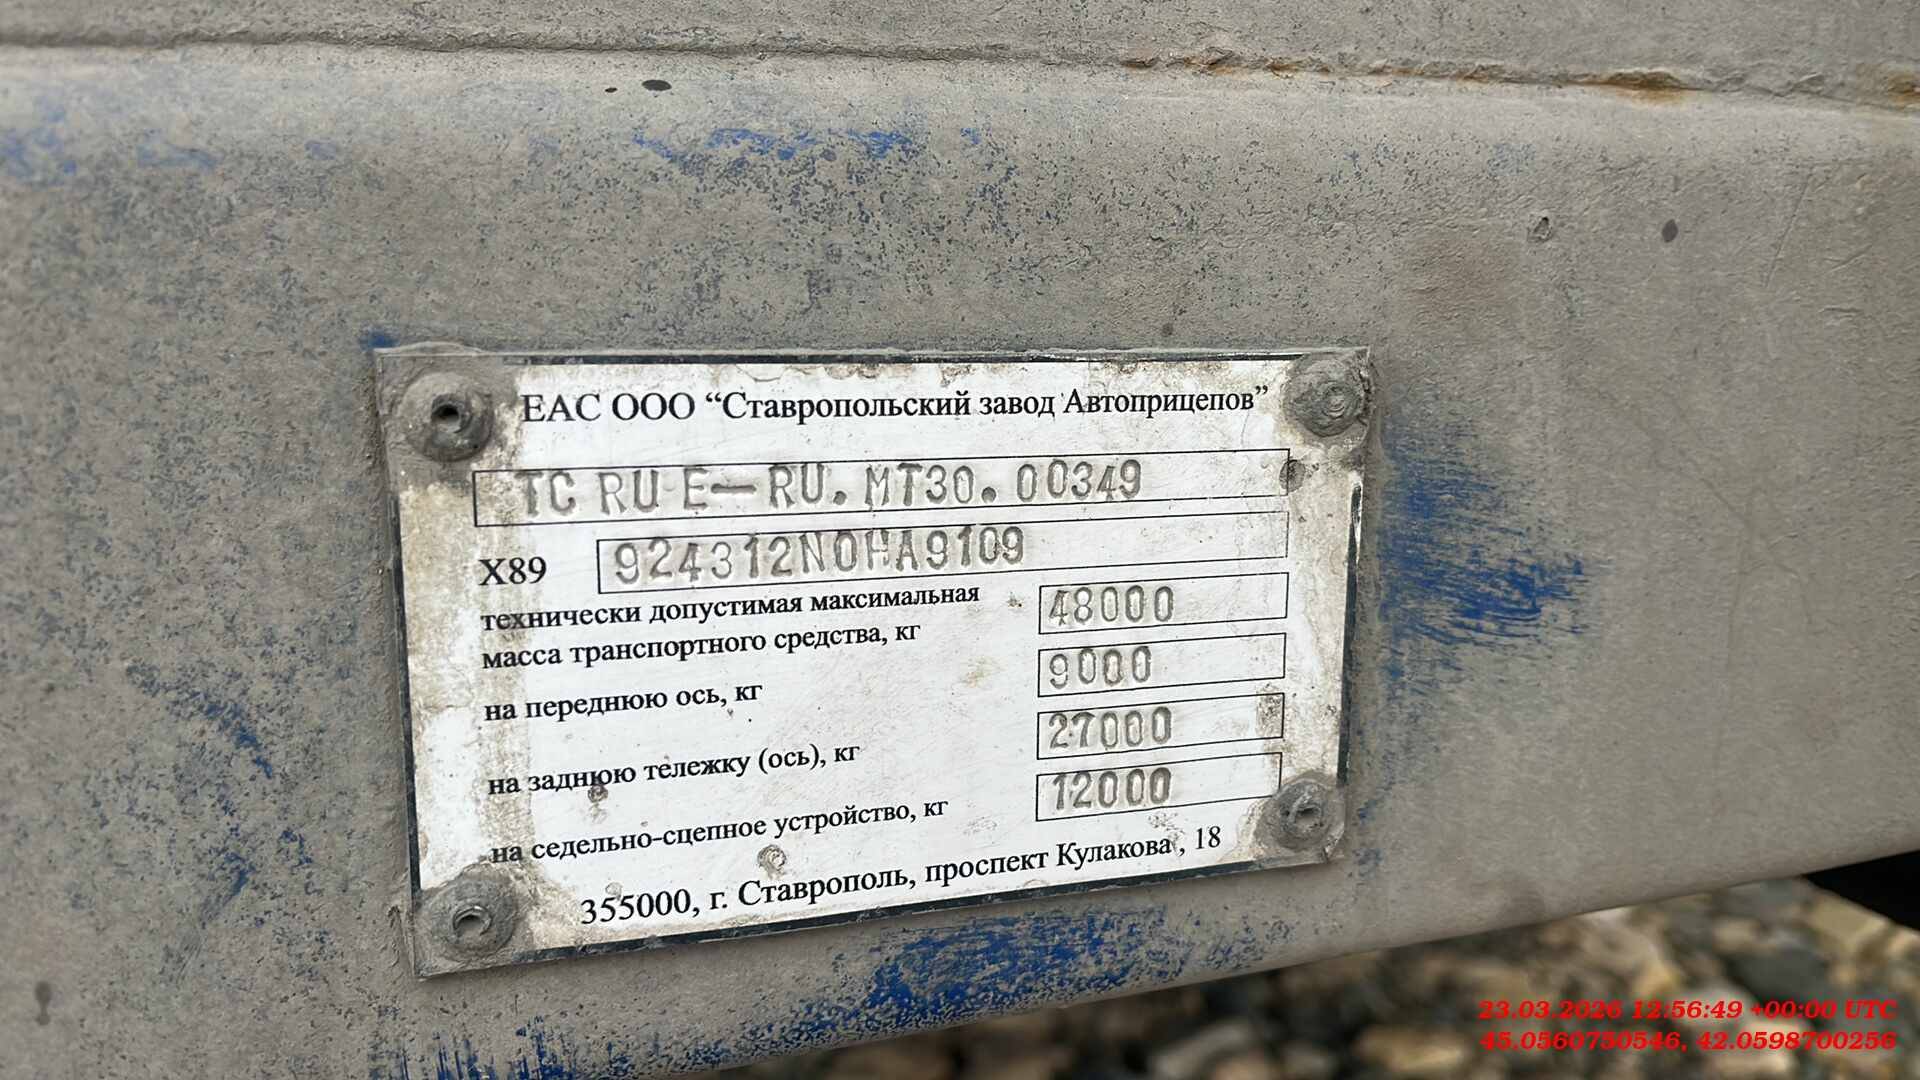 ЕАС ООО “Ставропольский завод Автоприцепов”
TC RU E–RU.MT30.00349
X89 924312N0HA9109
технически допустимая максимальная 48000
масса транспортного средства, кг
на переднюю ось, кг 9000
на заднюю тележку (ось), кг 27000
на седельно-сцепное устройство, кг 12000
355000, г. Ставрополь, проспект Кулакова , 18
23.03.2026 12:56:49 +00:00 UTC
45.0560750546, 42.0598700256